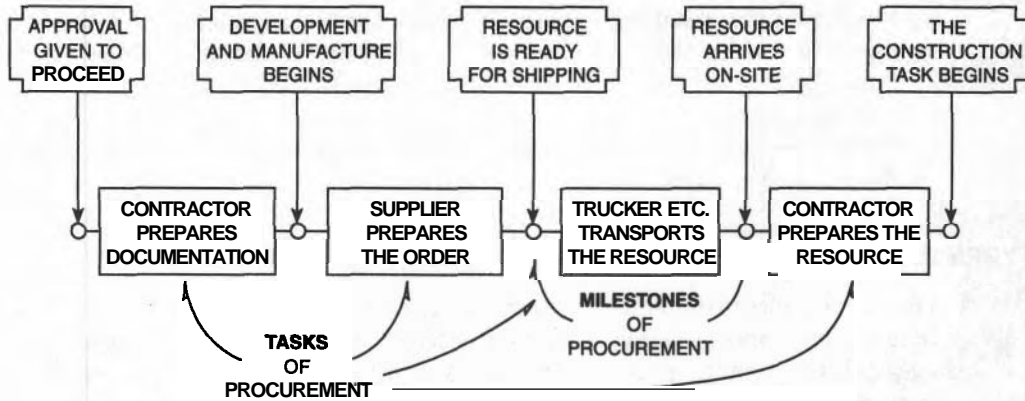 APPROVAL
GIVEN TO
PROCEED
DEVELOPMENT
AND MANUFACTURE
BEGINS
RESOURCE
IS READY
FOR SHIPPING
RESOURCE
ARRIVES
ON-SITE
THE
CONSTRUCTION
TASK BEGINS
CONTRACTOR
PREPARES
DOCUMENTATION
SUPPLIER
PREPARES
THE ORDER
TRUCKER ETC.
TRANSPORTS
THE RESOURCE
CONTRACTOR
PREPARES THE
RESOURCE
TASKS
OF
PROCUREMENT
MILESTONES
OF
PROCUREMENT